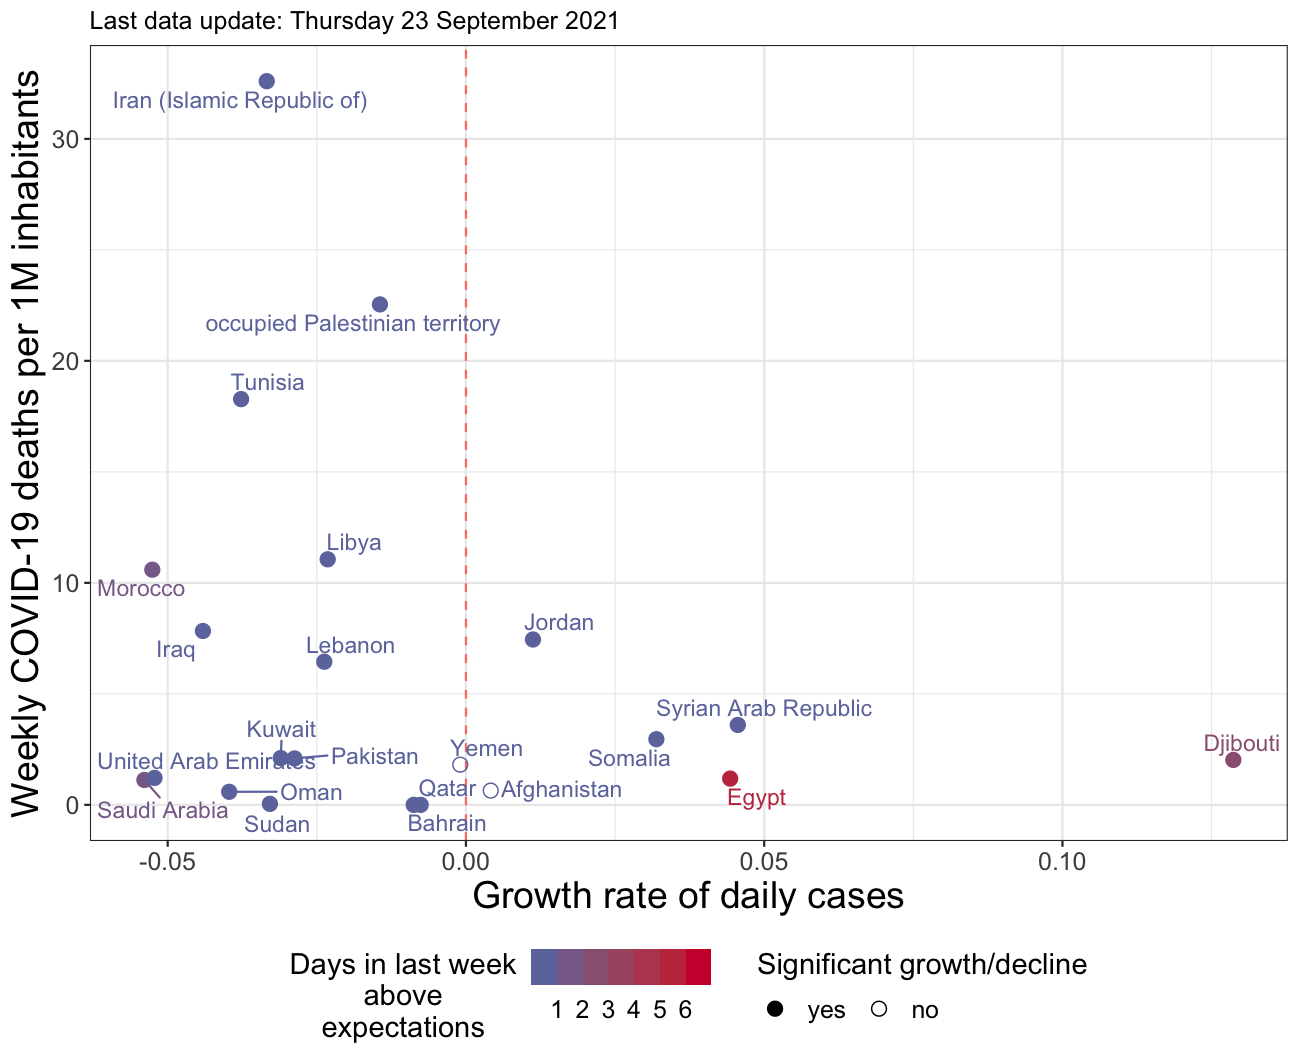 Last data update: Thursday 23 September 2021
Weekly COVID-19 deaths per 1M inhabitants
30
20
10
0
Iran (Islamic Republic of)
occupied Palestinian territory
Tunisia
Libya
Morocco
Jordan
Iraq
Lebanon
Syrian Arab Republic
Kuwait
Djibouti
Yemen
Pakistan
Somalia
United Arab Emirates
Qatar
Afghanistan
Oman
Egypt
Saudi Arabia
Sudan
Bahrain
-0.05 0.00 0.05 0.10
Growth rate of daily cases
Days in last week
above
expectations
1 2 3 4 5 6
Significant growth/decline
yes no